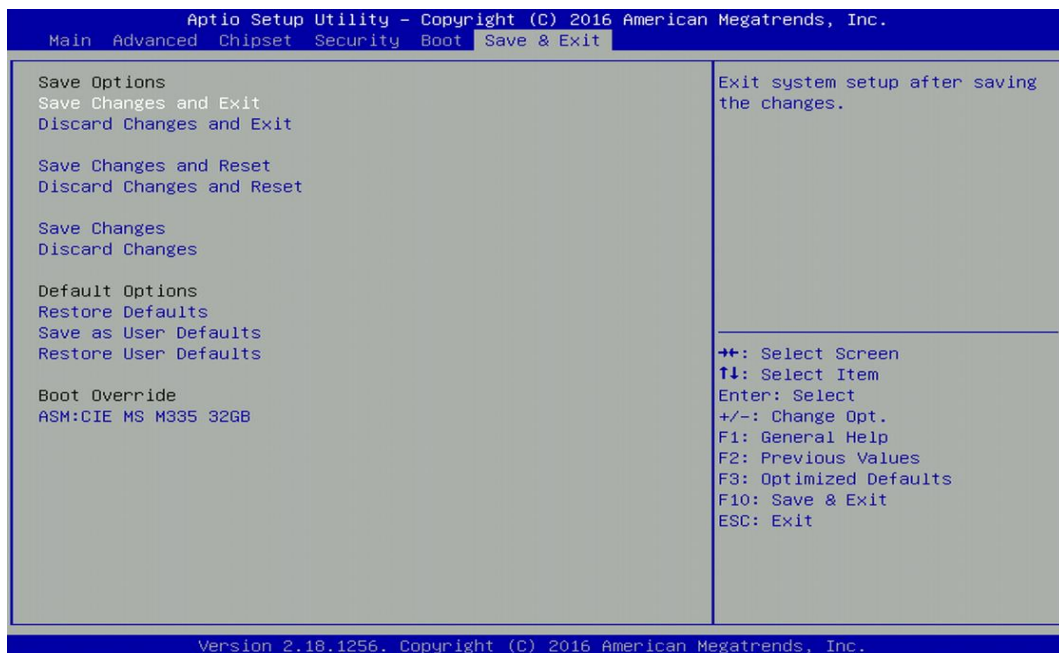 Aptio Setup Utility – Copyright (C) 2016 American Megatrends, Inc.
Main Advanced Chipset Security Boot Save & Exit
Save Options
Save Changes and Exit
Discard Changes and Exit
Save Changes and Reset
Discard Changes and Reset
Save Changes
Discard Changes
Default Options
Restore Defaults
Save as User Defaults
Restore User Defaults
Boot Override
ASM:CIE MS M335 32GB
Exit system setup after saving
the changes.
→←: Select Screen
↑↓: Select Item
Enter: Select
+/-: Change Opt.
F1: General Help
F2: Previous Values
F3: Optimized Defaults
F10: Save & Exit
ESC: Exit
Version 2.18.1256. Copyright (C) 2016 American Megatrends, Inc.